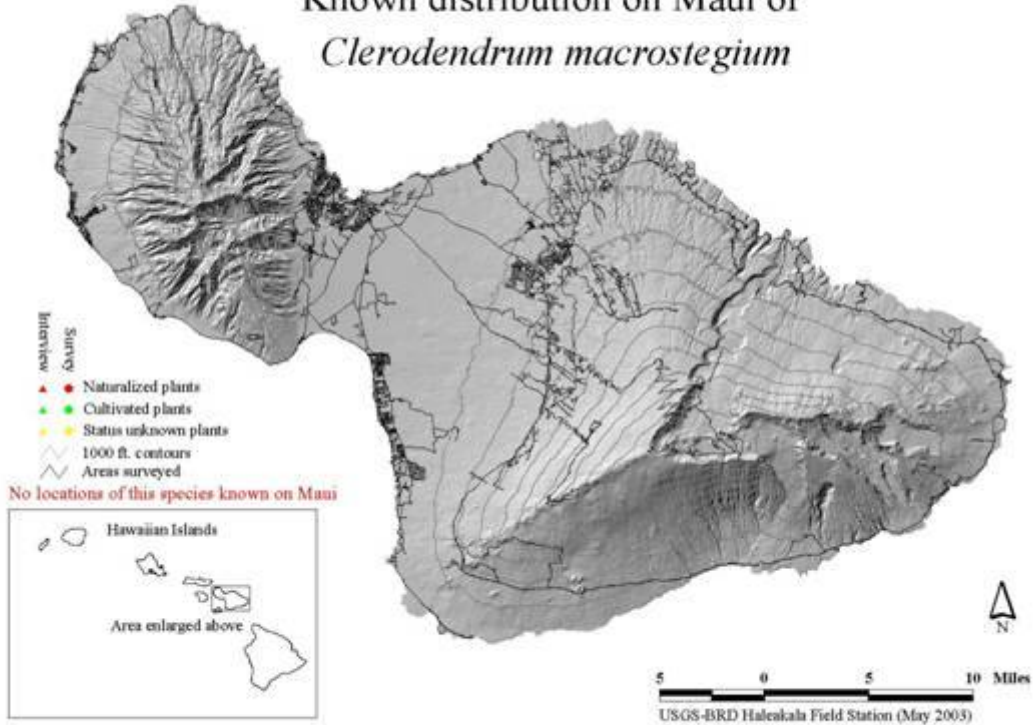 Known distribution on Maui of
Clerodendrum macrostegium
Interview
Survey
Naturalized plants
Cultivated plants
Status unknown plants
1000 ft. contours
Areas surveyed
No locations of this species known on Maui
Hawaiian Islands
Area enlarged above
N
5 0 5 10 Miles
USGS-BRD Haleakala Field Station (May 2003)